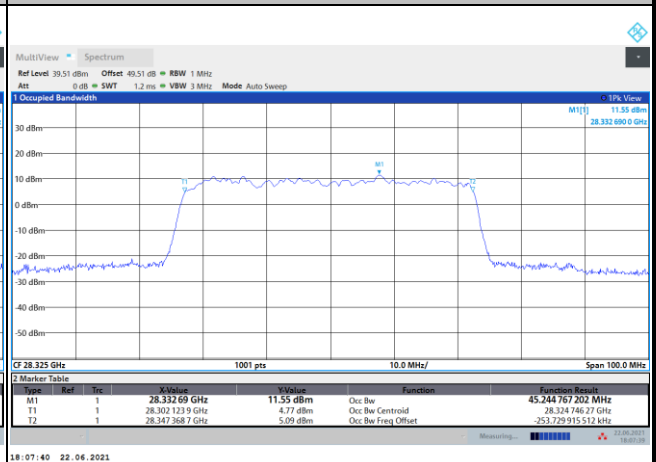 MultiView Spectrum
Ref Level 39.51 dBm Offset 49.51 dB RBW 1 MHz
Att 0 dB SWT 1.2 ms VBW 3 MHz Mode Auto Sweep
1 Occupied Bandwidth 1Pk View
M1[1] 11.55 dBm
28.332 690 0 GHz
30 dBm
20 dBm
M1
10 dBm
T1 T2
0 dBm
-10 dBm
-20 dBm
-30 dBm
-40 dBm
-50 dBm
CF 28.325 GHz 1001 pts 10.0 MHz/ Span 100.0 MHz
2 Marker Table
Type Ref Trc X-Value Y-Value Function Function Result
M1 1 28.332 69 GHz 11.55 dBm Occ Bw 45.244 767 202 MHz
T1 1 28.302 123 9 GHz 4.77 dBm Occ Bw Centroid 28.324 746 27 GHz
T2 1 28.347 368 7 GHz 5.09 dBm Occ Bw Freq Offset -253.729 915 512 kHz
Measuring... 22.06.2021
18:07:39
18:07:40 22.06.2021